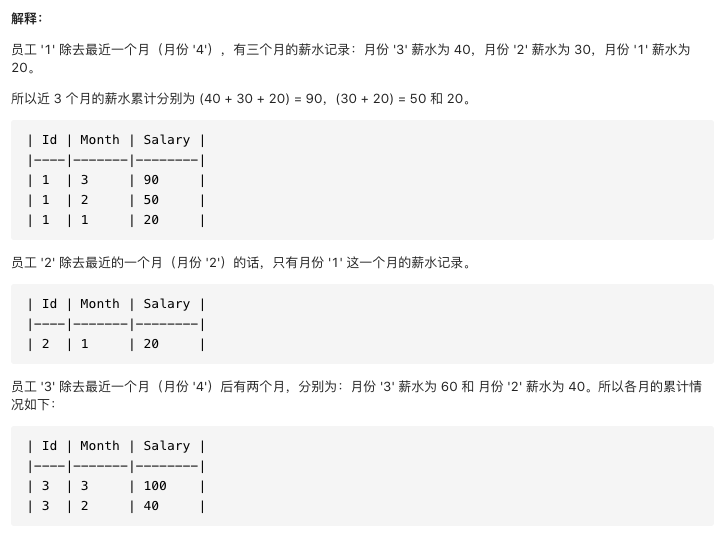 解释：
员工 '1' 除去最近一个月（月份 '4'），有三个月的薪水记录：月份 '3' 薪水为 40，月份 '2' 薪水为 30，月份 '1' 薪水为
20。
所以近 3 个月的薪水累计分别为 (40 + 30 + 20) = 90， (30 + 20) = 50 和 20。
| Id | Month | Salary |
|----|-------|--------|
| 1  | 3     | 90     |
| 1  | 2     | 50     |
| 1  | 1     | 20     |
员工 '2' 除去最近的一个月（月份 '2'）的话，只有月份 '1' 这一个月的薪水记录。
| Id | Month | Salary |
|----|-------|--------|
| 2  | 1     | 20     |
员工 '3' 除去最近一个月（月份 '4'）后有两个月，分别为：月份 '3' 薪水为 60 和 月份 '2' 薪水为 40。所以各月的累计情
况如下：
| Id | Month | Salary |
|----|-------|--------|
| 3  | 3     | 100    |
| 3  | 2     | 40     |